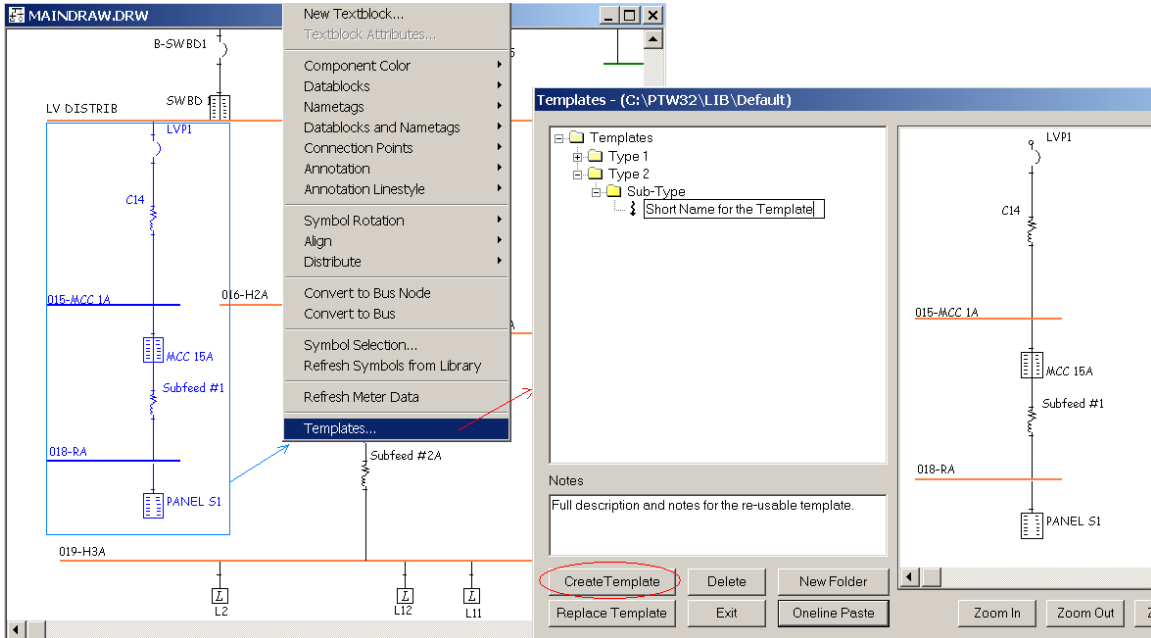 MAINDRAW.DRW
B-SWBD1
SWBD 1
LV DISTRIB
LVP1
C14
015-MCC 1A
016-H2A
MCC 15A
Subfeed #1
018-RA
PANEL S1
Subfeed #2A
019-H3A
L
L2
L
L12
L
L11
New Textblock...
Textblock Attributes...
Component Color
Datablocks
Nametags
Datablocks and Nametags
Connection Points
Annotation
Annotation Linestyle
Symbol Rotation
Align
Distribute
Convert to Bus Node
Convert to Bus
Symbol Selection...
Refresh Symbols from Library
Refresh Meter Data
Templates...
Templates - (C:\PTW32\LIB\Default)
Templates
Type 1
Type 2
Sub-Type
Short Name for the Template
Notes
Full description and notes for the re-usable template.
CreateTemplate
Delete
New Folder
Replace Template
Exit
Oneline Paste
LVP1
C14
015-MCC 1A
MCC 15A
Subfeed #1
018-RA
PANEL S1
Zoom In
Zoom Out